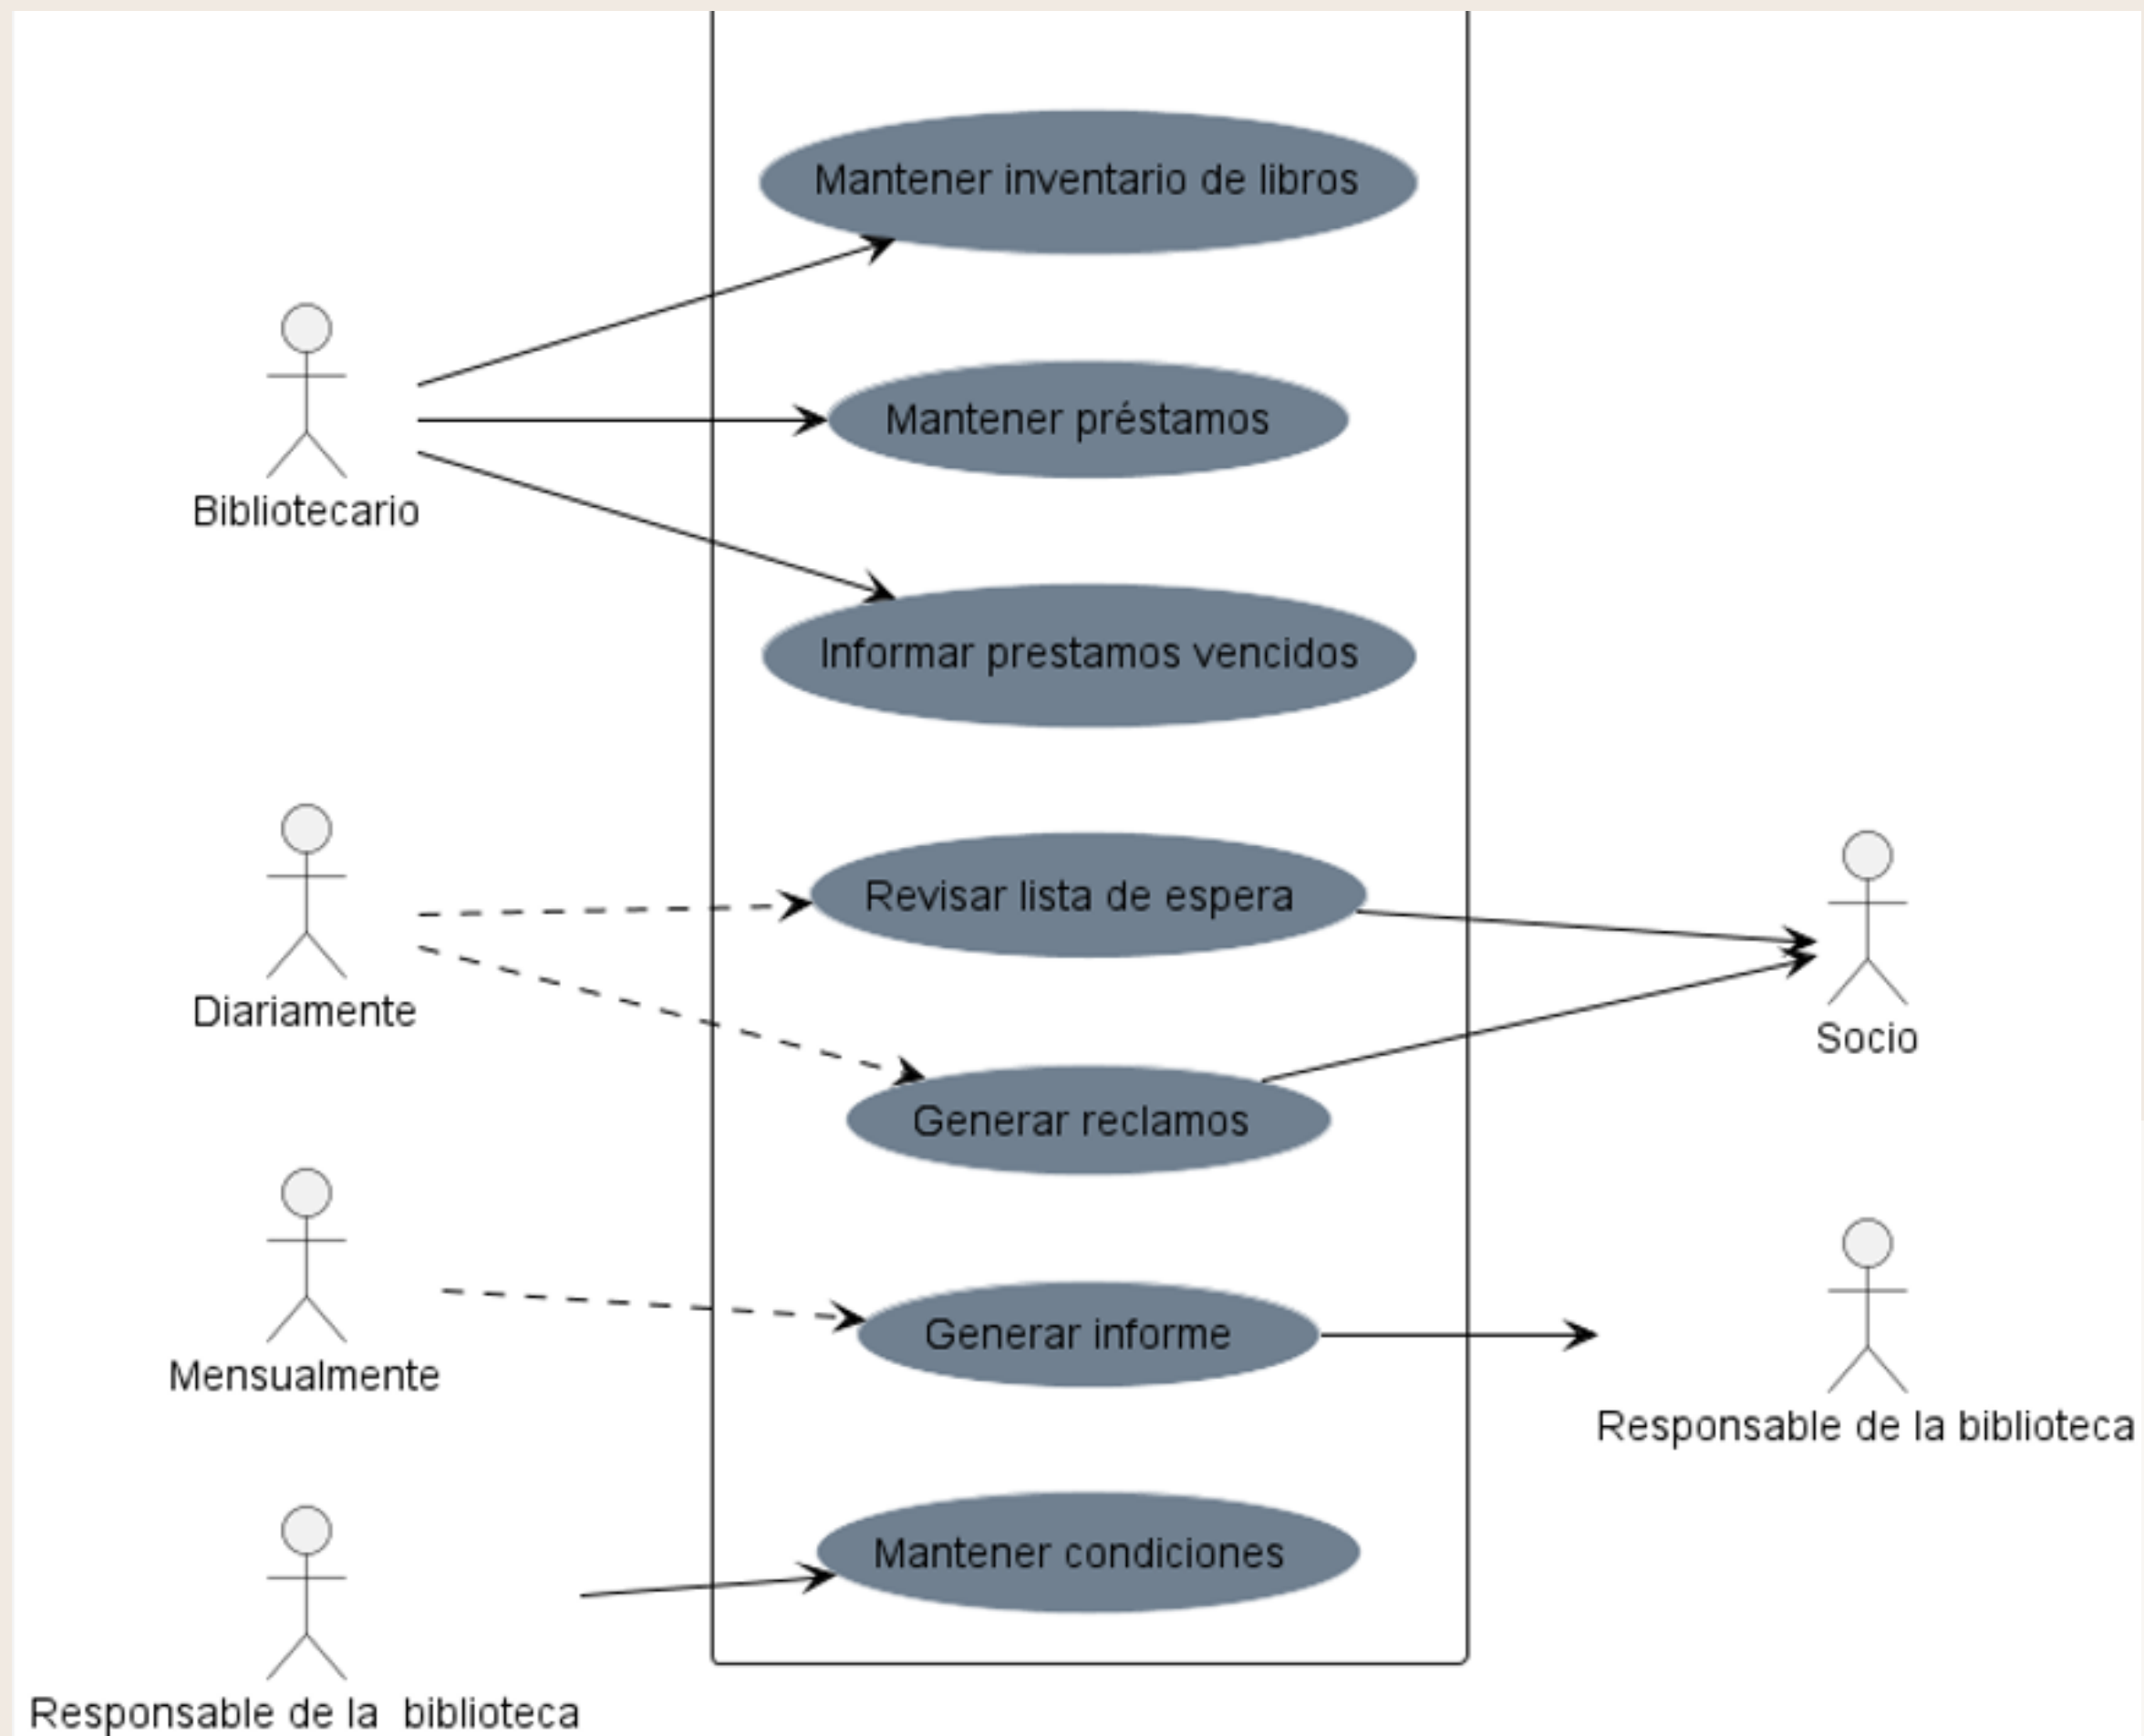 Mantener inventario de libros
Bibliotecario
Mantener préstamos
Informar prestamos vencidos
Diariamente
Revisar lista de espera
Socio
Generar reclamos
Mensualmente
Generar informe
Responsable de la biblioteca
Mantener condiciones
Responsable de la  biblioteca